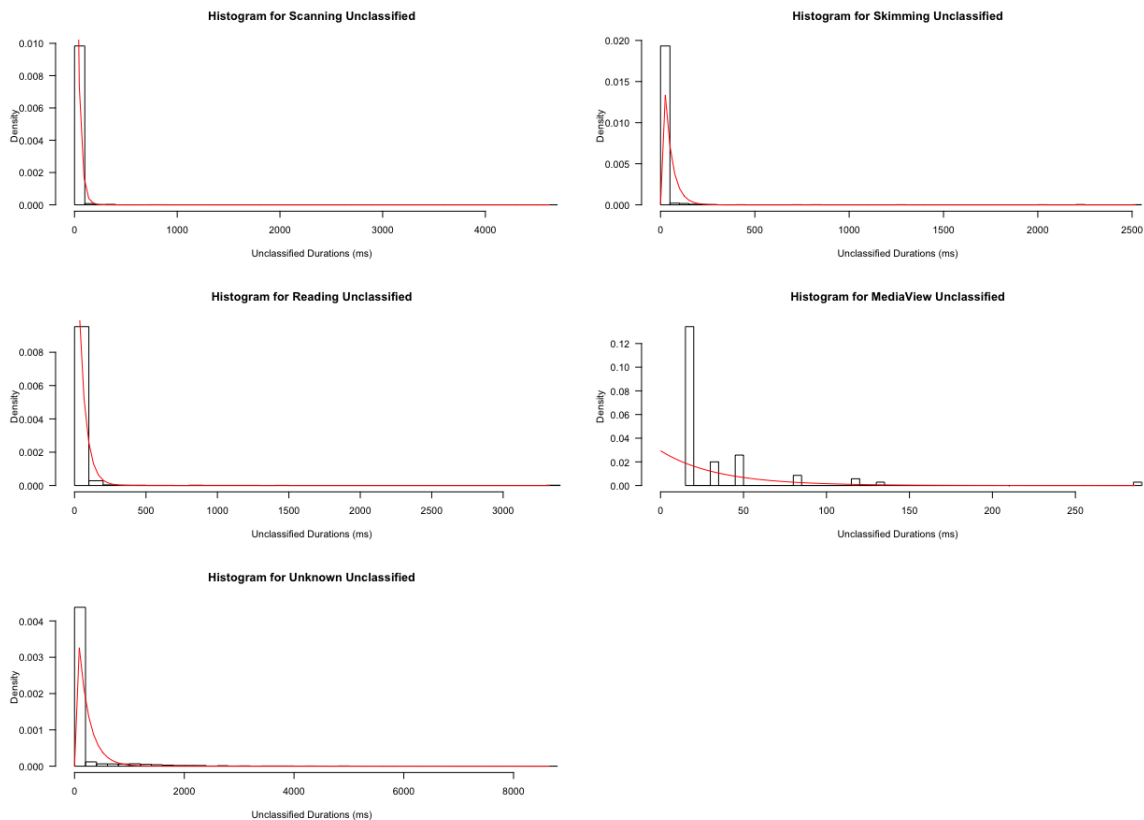 Histogram for Scanning Unclassified
Density
0.010
0.008
0.006
0.004
0.002
0.000
0 1000 2000 3000 4000
Unclassified Durations (ms)
Histogram for Skimming Unclassified
Density
0.020
0.015
0.010
0.005
0.000
0 500 1000 1500 2000 2500
Unclassified Durations (ms)
Histogram for Reading Unclassified
Density
0.008
0.006
0.004
0.002
0.000
0 500 1000 1500 2000 2500 3000
Unclassified Durations (ms)
Histogram for MediaView Unclassified
Density
0.12
0.10
0.08
0.06
0.04
0.02
0.00
0 50 100 150 200 250
Unclassified Durations (ms)
Histogram for Unknown Unclassified
Density
0.004
0.003
0.002
0.001
0.000
0 2000 4000 6000 8000
Unclassified Durations (ms)